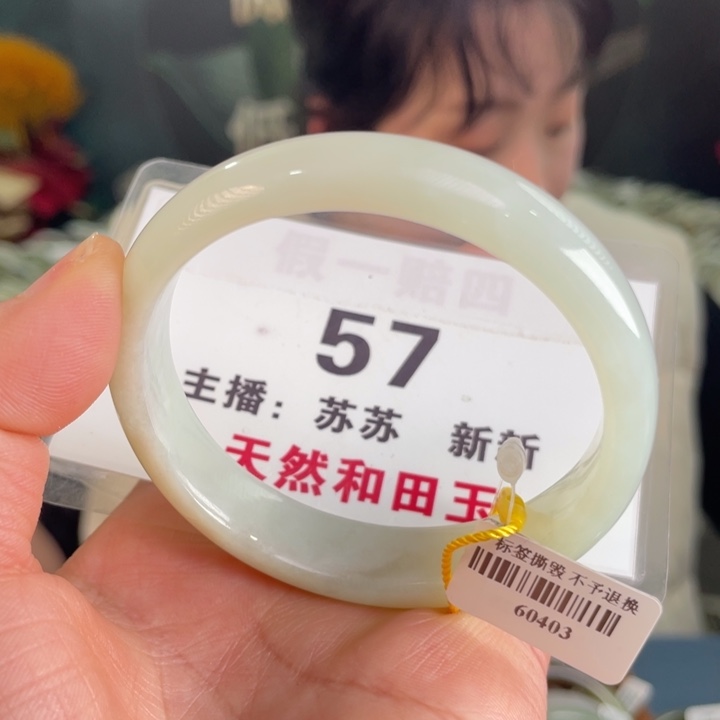 低
假一赔四
57
主播：苏苏 新新
天然和田玉
标签撕毁 不予退换
60403